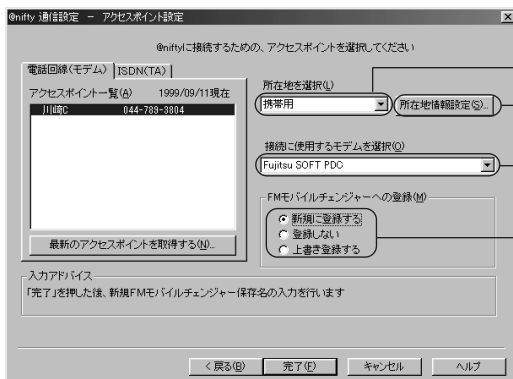 @nifty 通信設定 － アクセスポイント設定
@niftyに接続するための、アクセスポイントを選択してください
電話回線(モデム)
ISDN(TA)
アクセスポイント一覧(A) 1999/09/11現在
川崎C 044-789-3804
最新のアクセスポイントを取得する(N)...
所在地を選択(L)
携帯用
所在地情報設定(S)...
接続に使用するモデムを選択(O)
Fujitsu SOFT PDC
FMモバイルチェンジャーへの登録(M)
新規に登録する
登録しない
上書き登録する
入力アドバイス
「完了」を押した後、新規FMモバイルチェンジャー保存名の入力を行います
< 戻る(B)
完了(F)
キャンセル
ヘルプ